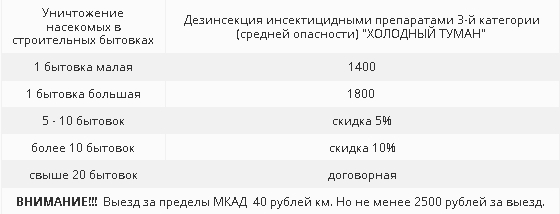 Уничтожение
насекомых в
строительных бытовках
Дезинсекция инсектицидными препаратами 3-й категории
(средней опасности) "ХОЛОДНЫЙ ТУМАН"
1 бытовка малая 1400
1 бытовка большая 1800
5 - 10 бытовок скидка 5%
более 10 бытовок скидка 10%
свыше 20 бытовок договорная
ВНИМАНИЕ!!! Выезд за пределы МКАД 40 рублей км. Но не менее 2500 рублей за выезд.